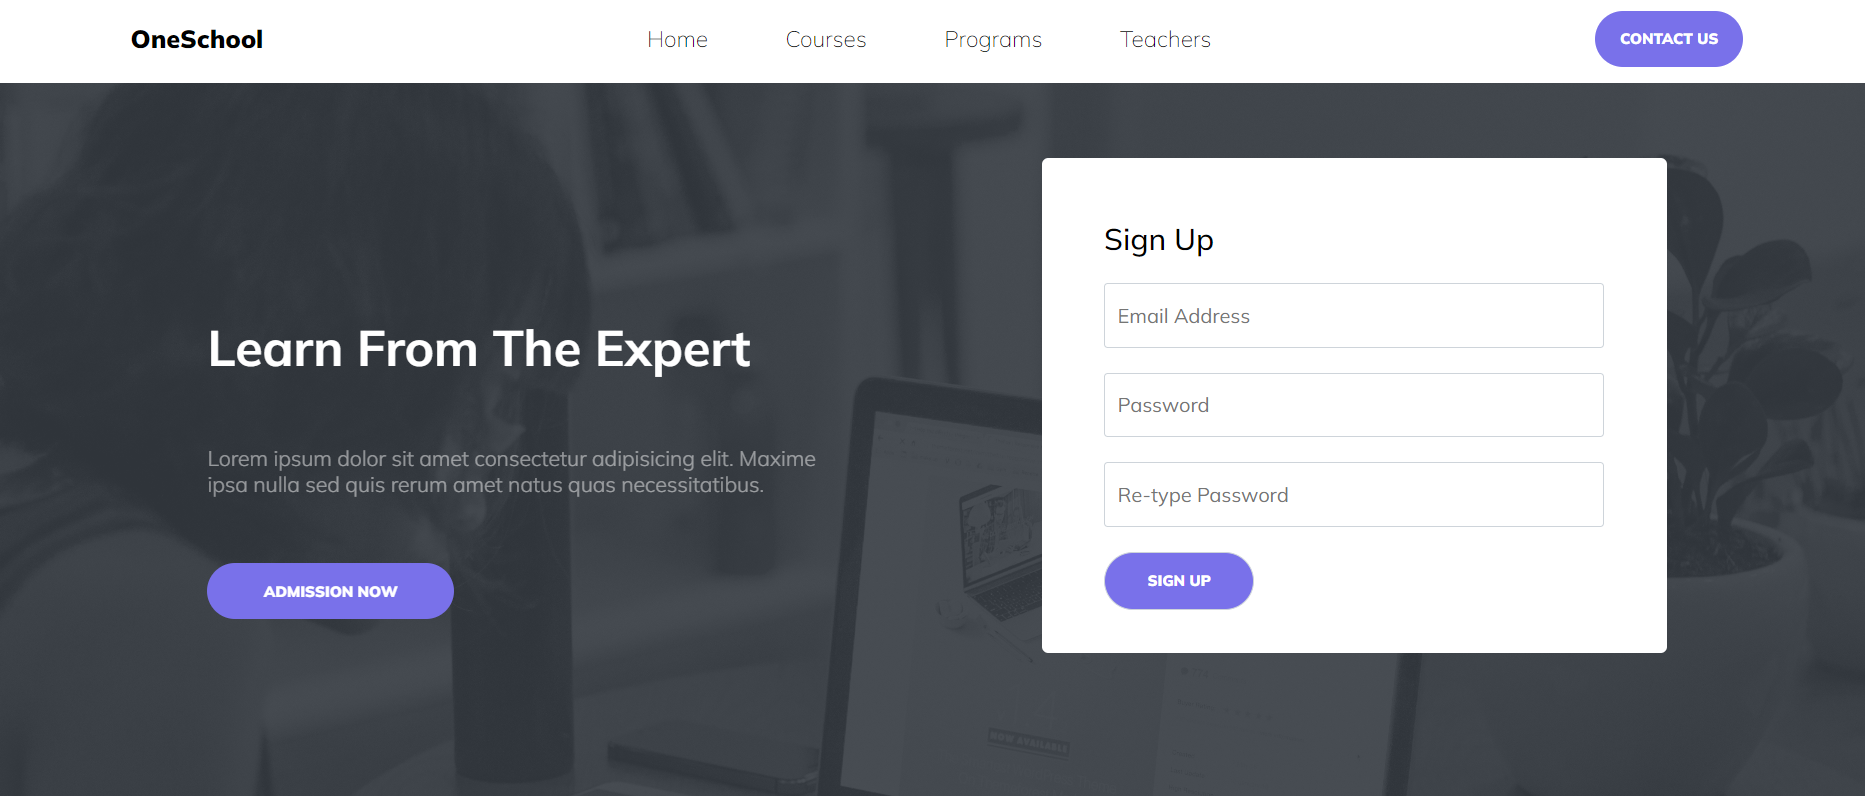 OneSchool
Home
Courses
Programs
Teachers
CONTACT US
Learn From The Expert
Lorem ipsum dolor sit amet consectetur adipisicing elit. Maxime
ipsa nulla sed quis rerum amet natus quas necessitatibus.
ADMISSION NOW
Sign Up
Email Address
Password
Re-type Password
SIGN UP
NOW AVAILABLE